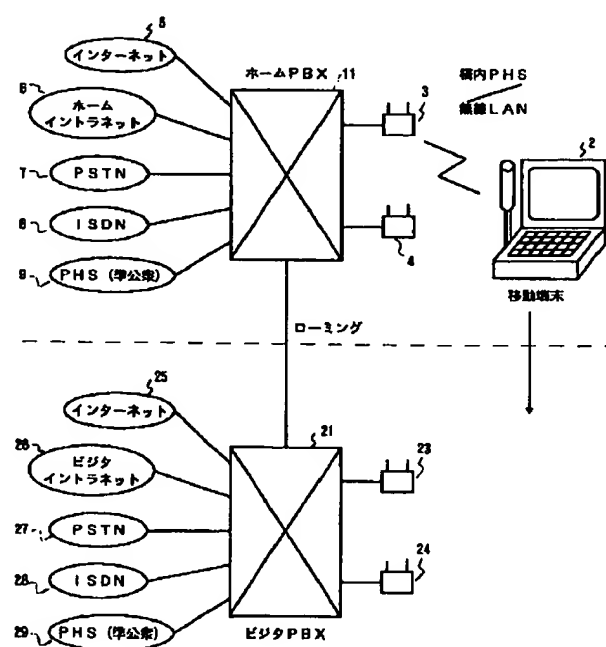 5
インターネット
ホームPBX
11
3
構内PHS
無線LAN
6
ホーム
イントラネット
2
7
PSTN
8
ISDN
4
9
PHS (準公衆)
移動端末
ローミング
25
インターネット
21
23
26
ビジタ
イントラネット
27
PSTN
24
28
ISDN
29
PHS (準公衆)
ビジタPBX